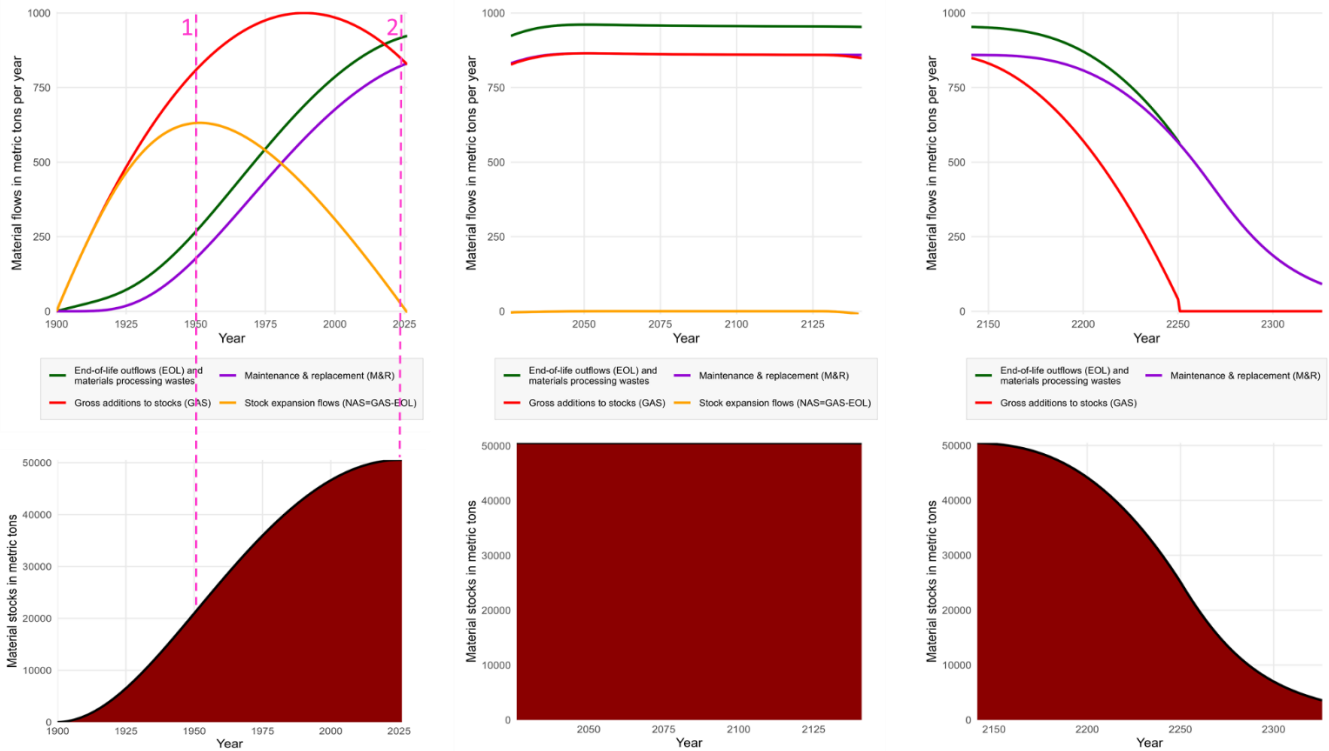 1000
750
500
250
0
Material flows in metric tons per year
1
2
1900
1925
1950
1975
2000
2025
Year
End-of-life outflows (EOL) and
materials processing wastes
Maintenance & replacement (M&R)
Gross additions to stocks (GAS)
Stock expansion flows (NAS=GAS-EOL)
1000
750
500
250
0
Material flows in metric tons per year
2050
2075
2100
2125
Year
End-of-life outflows (EOL) and
materials processing wastes
Maintenance & replacement (M&R)
Gross additions to stocks (GAS)
Stock expansion flows (NAS=GAS-EOL)
1000
750
500
250
0
Material flows in metric tons per year
2150
2200
2250
2300
Year
End-of-life outflows (EOL) and
materials processing wastes
Maintenance & replacement (M&R)
Gross additions to stocks (GAS)
50000
40000
30000
20000
10000
0
Material stocks in metric tons
1900
1925
1950
1975
2000
2025
Year
50000
40000
30000
20000
10000
0
Material stocks in metric tons
2050
2075
2100
2125
Year
50000
40000
30000
20000
10000
0
Material stocks in metric tons
2150
2200
2250
2300
Year